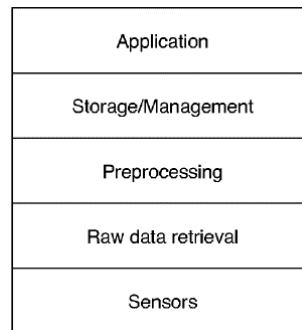 Application
Storage/Management
Preprocessing
Raw data retrieval
Sensors